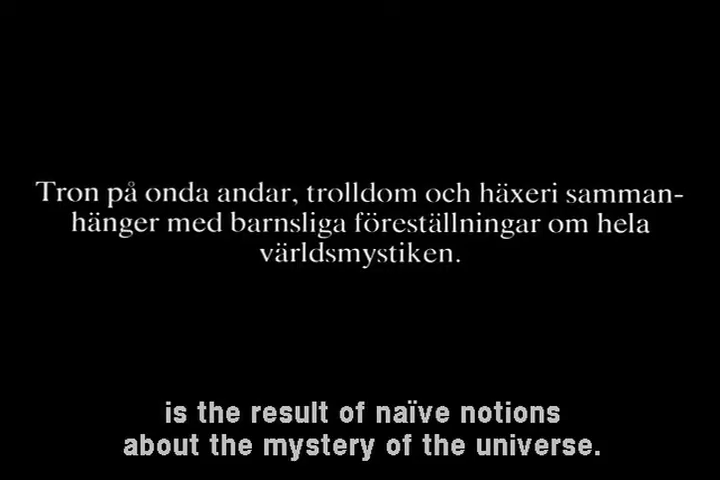 Tron på onda andar, trolldom och häxeri samman-
hänger med barnsliga föreställningar om hela
världsmystiken.
is the result of naïve notions
about the mystery of the universe.